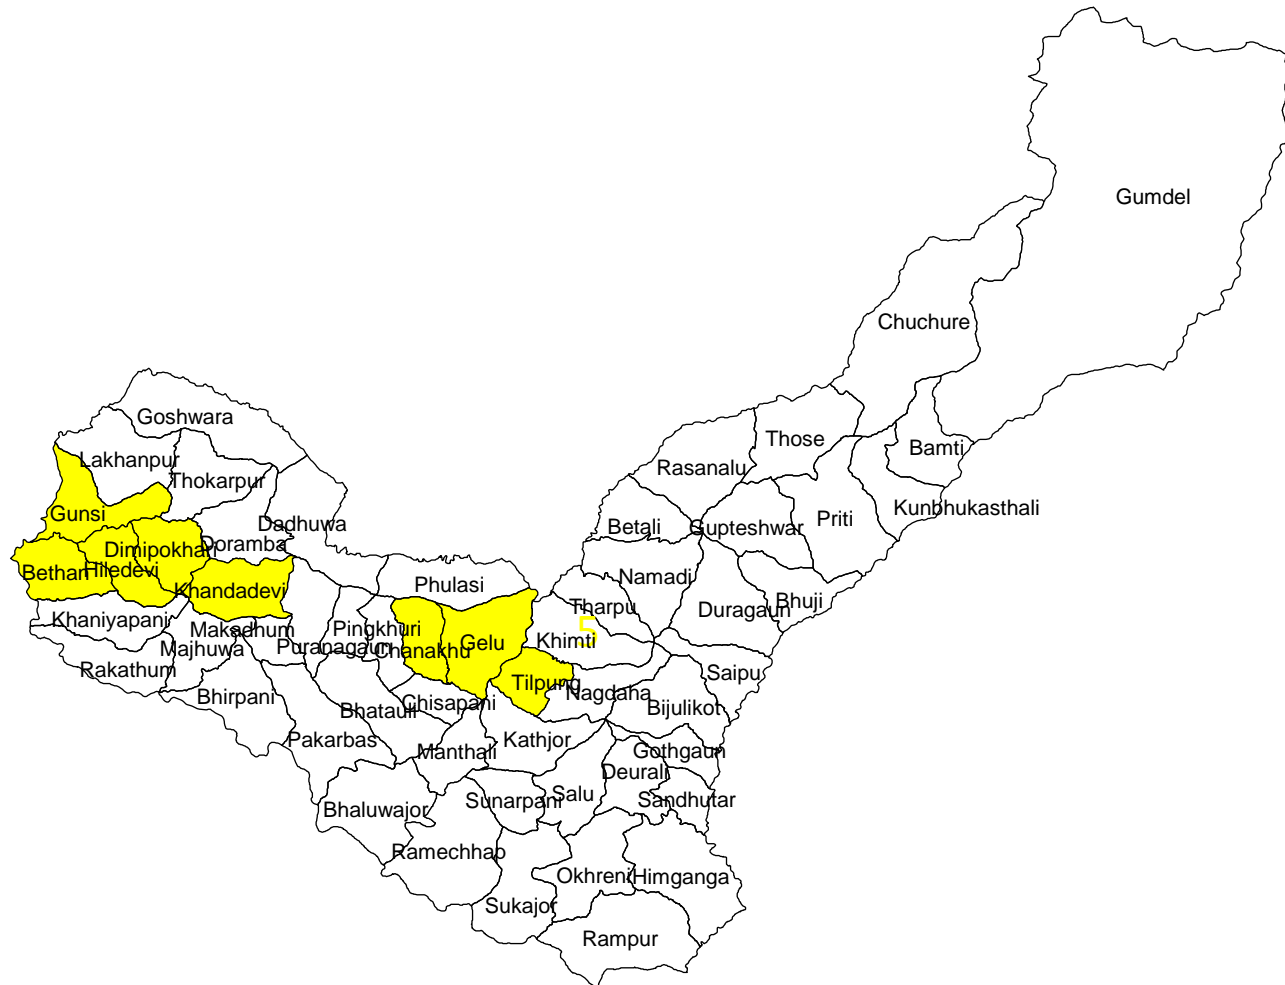 Gumdel
Chuchure
Goshwara
Those
Bamti
Lakhanpur
Rasanalu
Thokarpur
Kunbhukasthali
Gunsi
Priti
Dadhuwa
Betali
Gupteshwar
Doramba
Dimipokhari
Bethan
Hiledevi
Namadi
Phulasi
Khandadevi
Bhuji
Tharpu
Duragaun
Khaniyapani
5
Makadhum
Pingkhuri
Khimti
Gelu
Majhuwa
Puranagaun
Chanakhu
Rakathum
Saipu
Tilpung
Nagdaha
Bhirpani
Chisapani
Bhatauli
Bijulikot
Pakarbas
Kathjor
Manthali
Gothgaun
Deurali
Salu
Sunarpani
Sandhutar
Bhaluwajor
Ramechhap
Okhreni
Himganga
Sukajor
Rampur